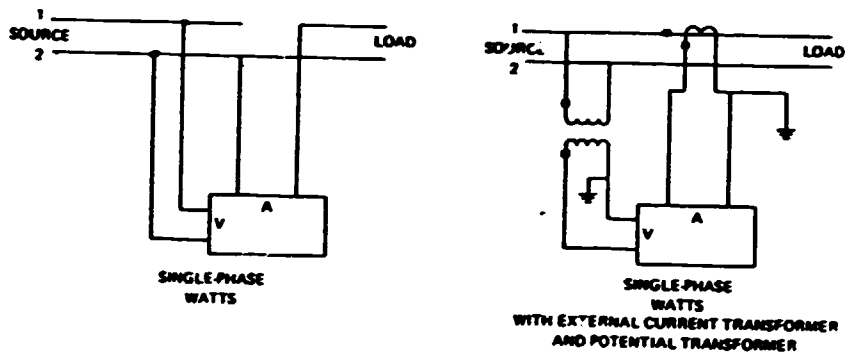 1
SOURCE
2
LOAD
A
V
SINGLE-PHASE
WATTS
1
SOURCE
2
LOAD
A
V
SINGLE-PHASE
WATTS
WITH EXTERNAL CURRENT TRANSFORMER
AND POTENTIAL TRANSFORMER